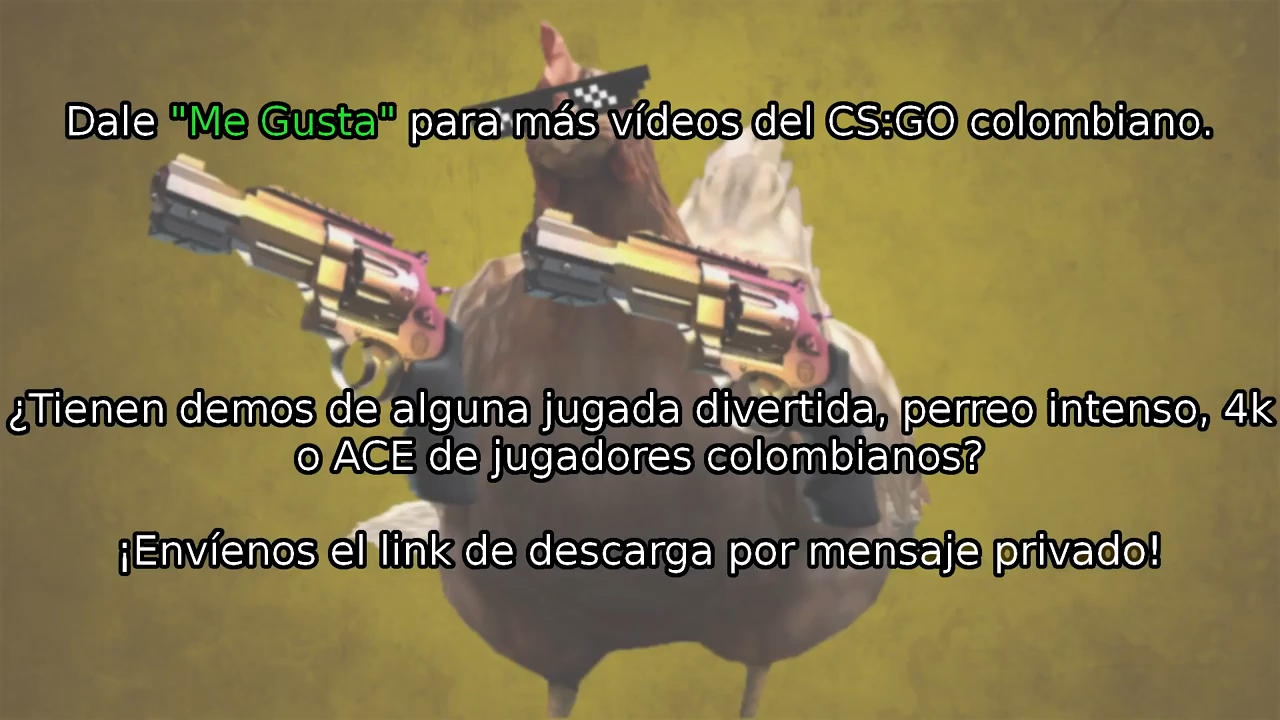 Dale "Me Gusta" para más vídeos del CS:GO colombiano.
¿Tienen demos de alguna jugada divertida, perreo intenso, 4k
o ACE de jugadores colombianos?
¡Envíenos el link de descarga por mensaje privado!